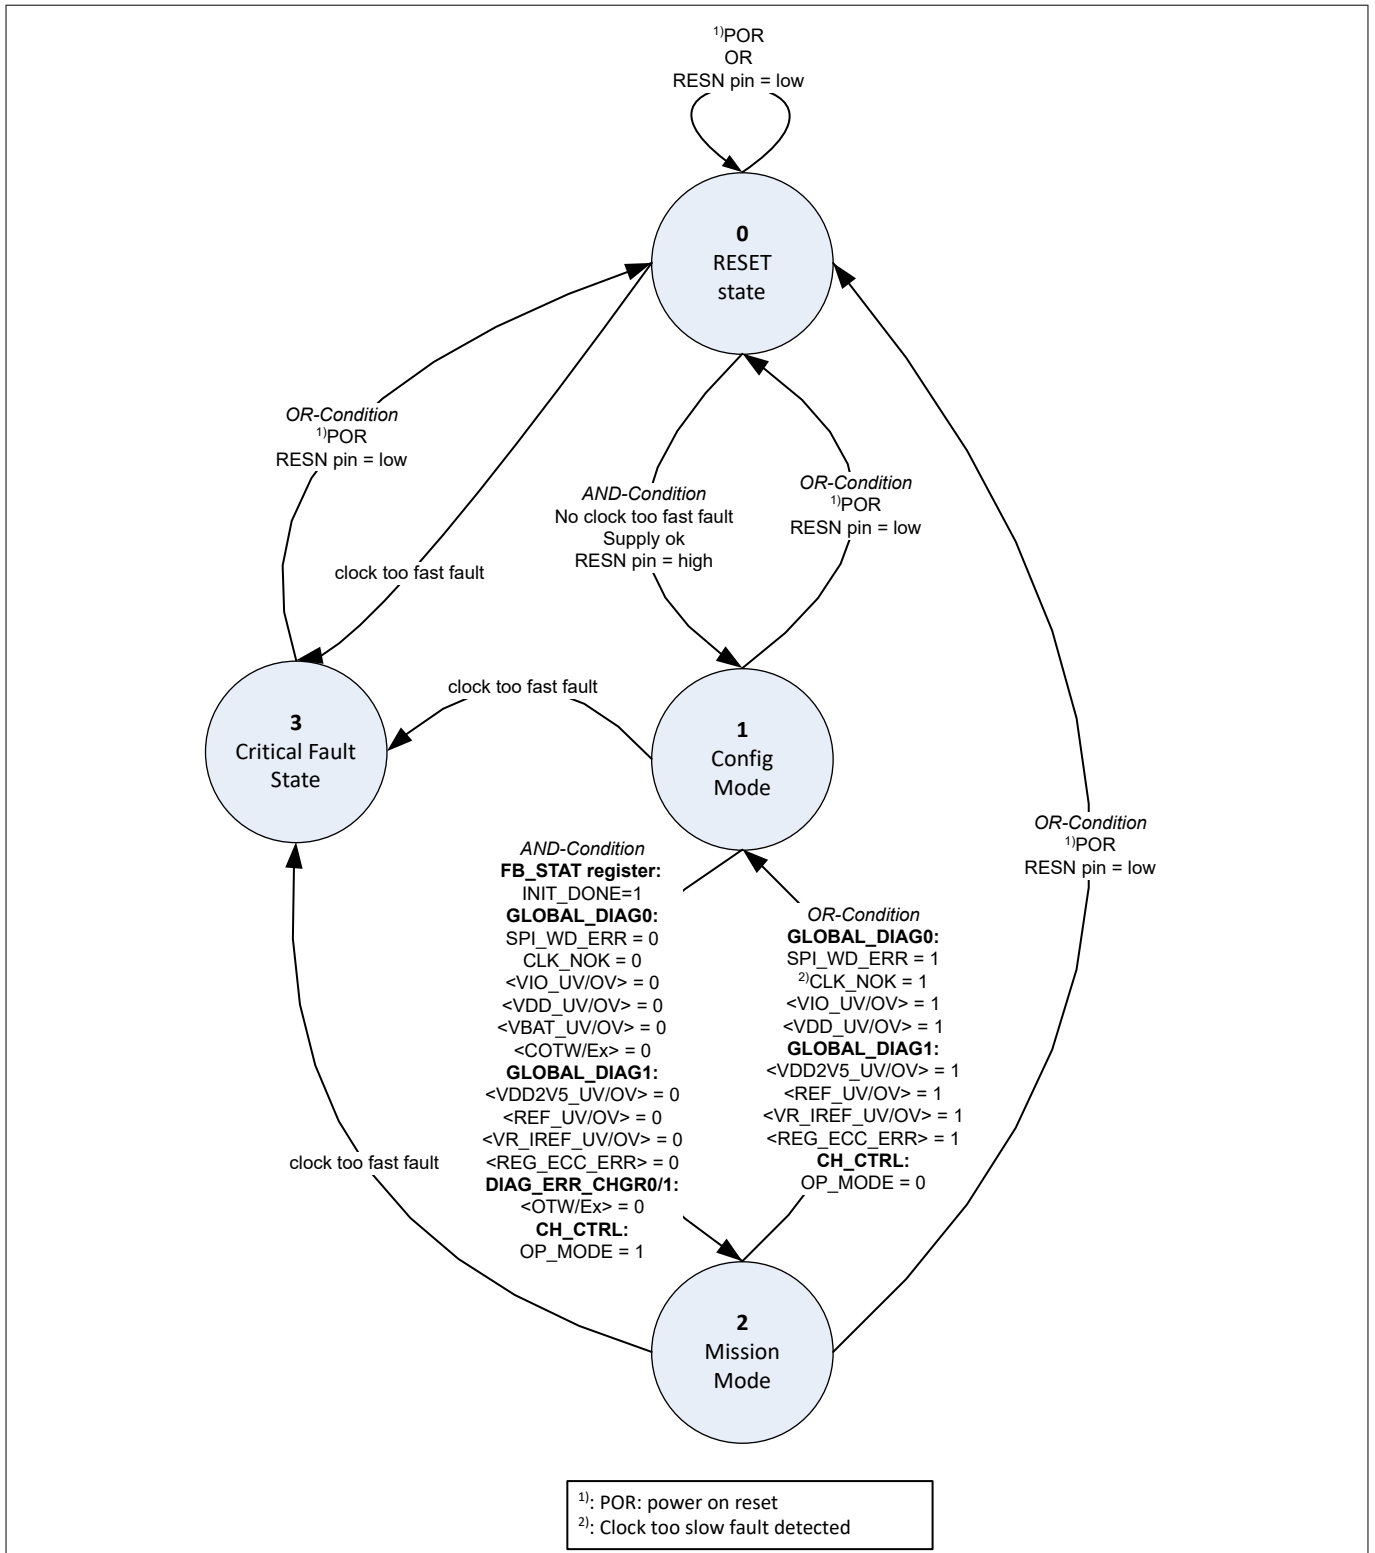 1)POR
OR
RESN pin = low
0
RESET
state
OR-Condition
1)POR
RESN pin = low
clock too fast fault
AND-Condition
No clock too fast fault
Supply ok
RESN pin = high
OR-Condition
1)POR
RESN pin = low
clock too fast fault
3
Critical Fault
State
1
Config
Mode
OR-Condition
1)POR
RESN pin = low
AND-Condition
FB_STAT register:
INIT_DONE=1
GLOBAL_DIAG0:
SPI_WD_ERR = 0
CLK_NOK = 0
<VIO_UV/OV> = 0
<VDD_UV/OV> = 0
<VBAT_UV/OV> = 0
<COTW/Ex> = 0
GLOBAL_DIAG1:
<VDD2V5_UV/OV> = 0
<REF_UV/OV> = 0
<VR_IREF_UV/OV> = 0
<REG_ECC_ERR> = 0
DIAG_ERR_CHGR0/1:
<OTW/Ex> = 0
CH_CTRL:
OP_MODE = 1
OR-Condition
GLOBAL_DIAG0:
SPI_WD_ERR = 1
2)CLK_NOK = 1
<VIO_UV/OV> = 1
<VDD_UV/OV> = 1
GLOBAL_DIAG1:
<VDD2V5_UV/OV> = 1
<REF_UV/OV> = 1
<VR_IREF_UV/OV> = 1
<REG_ECC_ERR> = 1
CH_CTRL:
OP_MODE = 0
clock too fast fault
2
Mission
Mode
1): POR: power on reset
2): Clock too slow fault detected